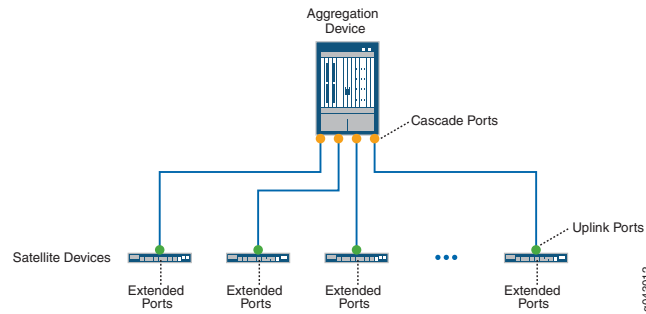 Aggregation
Device
Cascade Ports
Uplink Ports
Satellite Devices
Extended
Ports
Extended
Ports
Extended
Ports
Extended
Ports